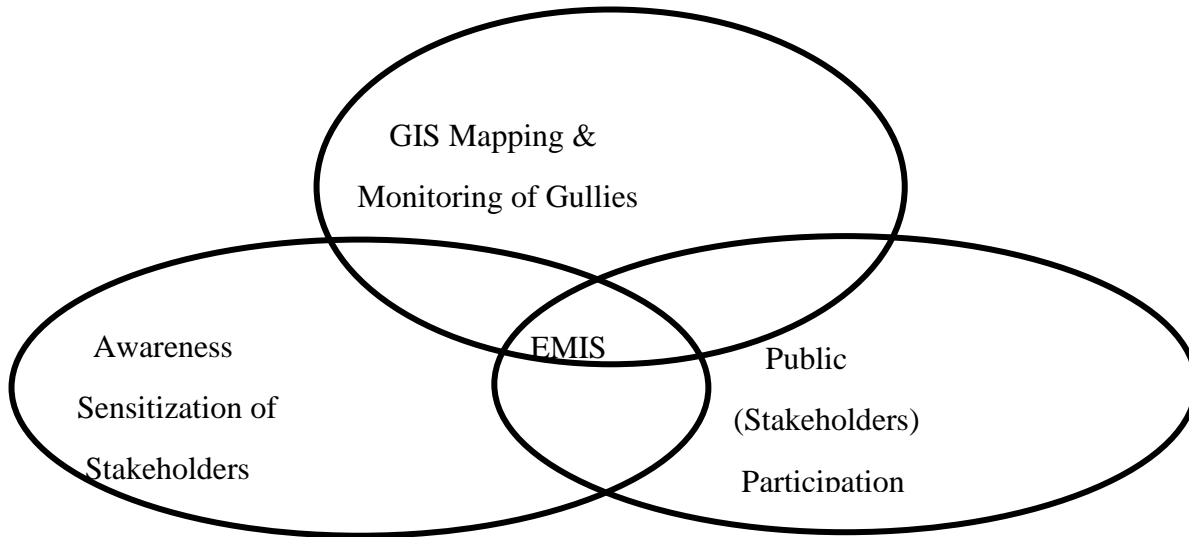 GIS Mapping &
Monitoring of Gullies
EMIS
Awareness
Sensitization of
Stakeholders
Public
(Stakeholders)
Participation